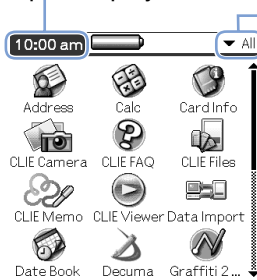 10:00 am ▼ All
Address Calc Card Info
CLIE Camera CLIE FAQ CLIE Files
CLIE Memo CLIE Viewer Data Import
Date Book Decuma Graffiti 2 ...